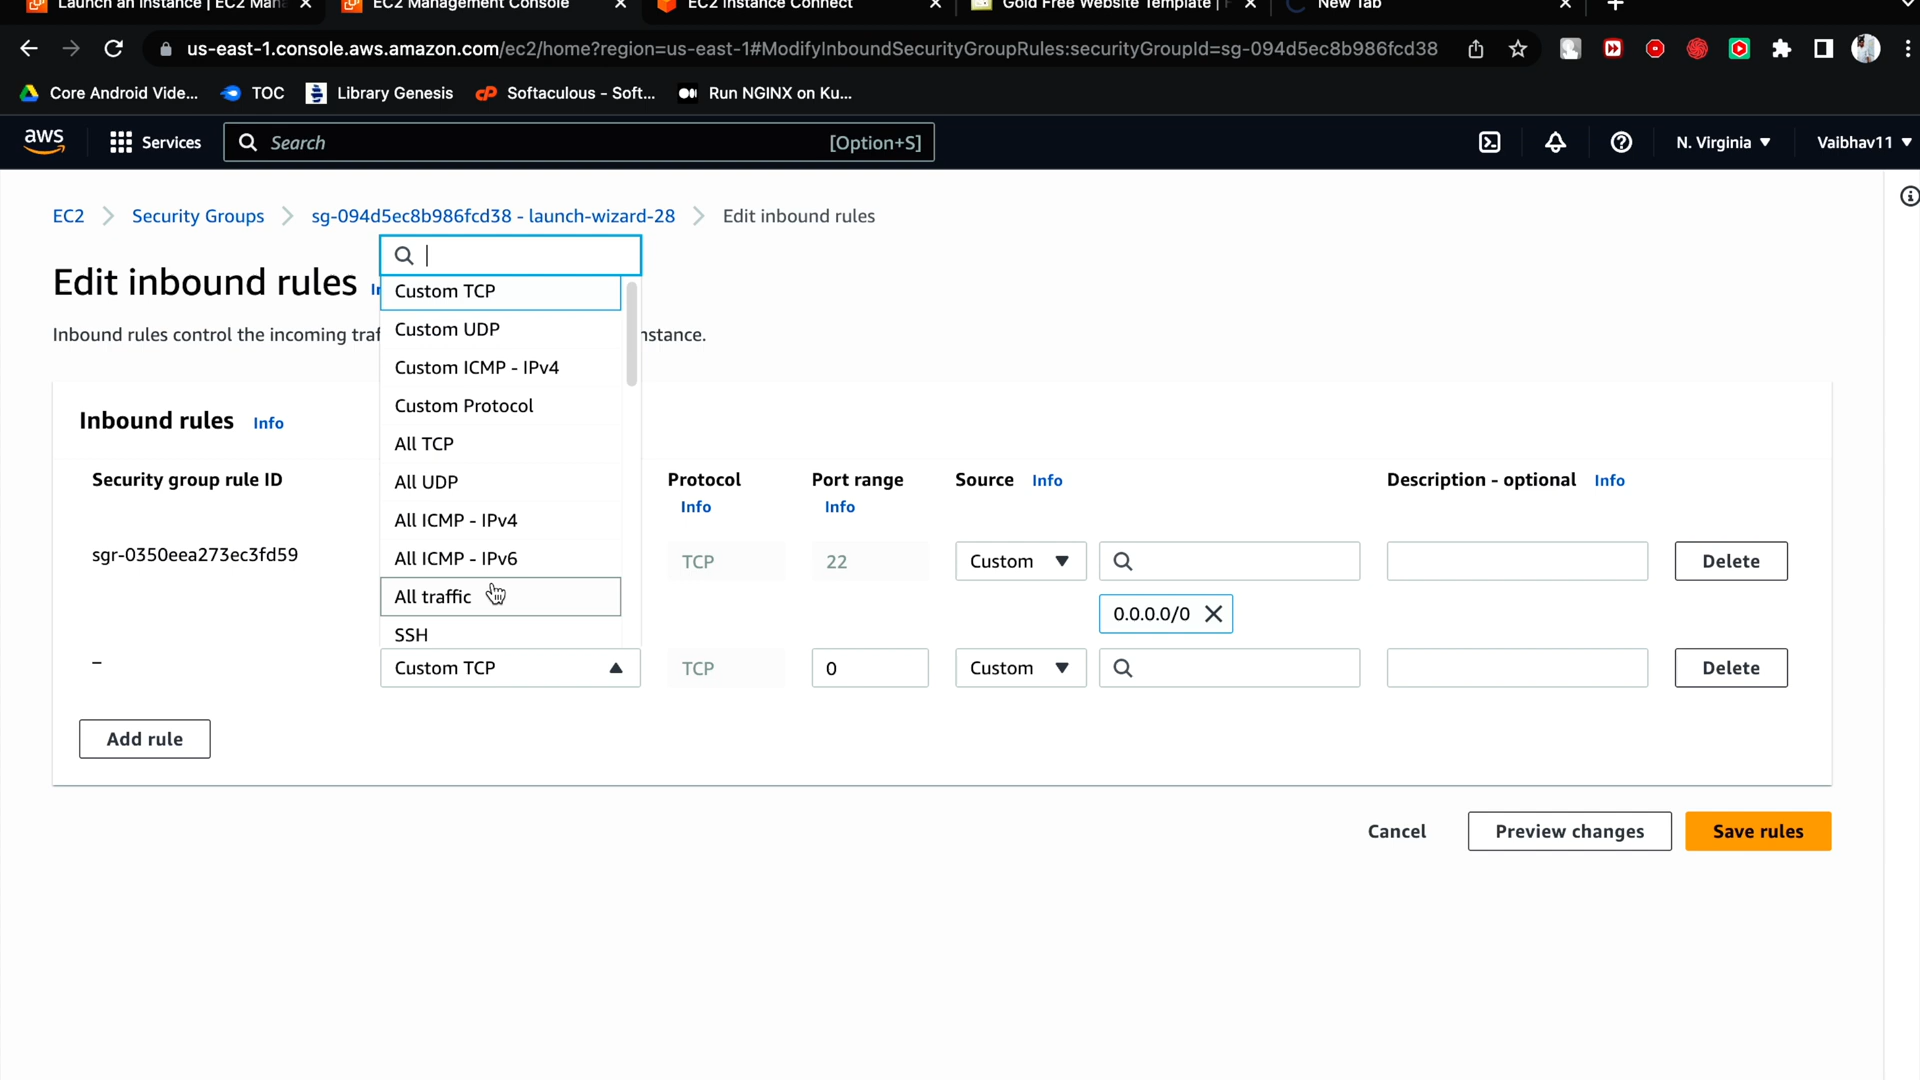 Launch an instance | EC2 Mana
EC2 Management Console
EC2 Instance Connect
Gold Free Website Template | F
New Tab
us-east-1.console.aws.amazon.com/ec2/home?region=us-east-1#ModifyInboundSecurityGroupRules:securityGroupId=sg-094d5ec8b986fcd38
Core Android Vide...
TOC
Library Genesis
Softaculous - Soft...
Run NGINX on Ku...
aws
Services
Search
[Option+S]
N. Virginia
Vaibhav11
EC2
Security Groups
sg-094d5ec8b986fcd38 - launch-wizard-28
Edit inbound rules
Edit inbound rules
Inbound rules control the incoming traf
nstance.
Custom TCP
Custom UDP
Custom ICMP - IPv4
Custom Protocol
All TCP
All UDP
All ICMP - IPv4
All ICMP - IPv6
All traffic
SSH
Inbound rules Info
Security group rule ID
Protocol Info
Port range Info
Source Info
Description - optional Info
sgr-0350eea273ec3fd59
TCP
22
Custom
Delete
0.0.0.0/0
–
Custom TCP
TCP
0
Custom
Delete
Add rule
Cancel
Preview changes
Save rules